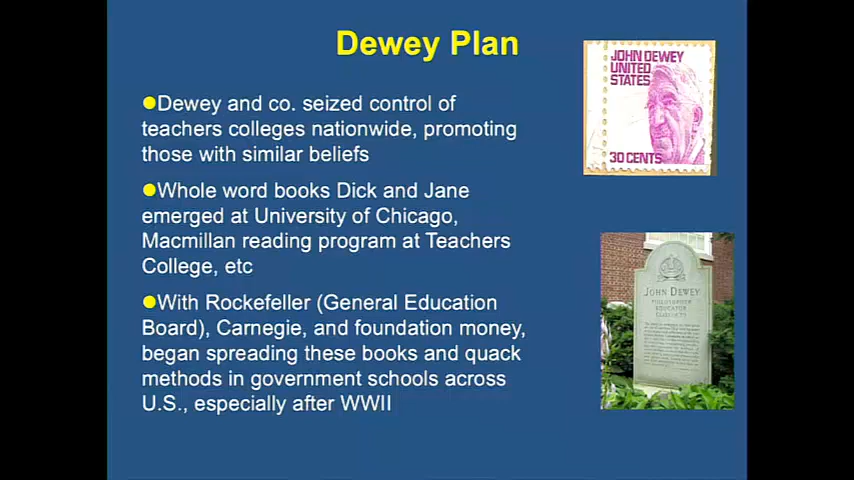 Dewey Plan
●Dewey and co. seized control of
teachers colleges nationwide, promoting
those with similar beliefs
●Whole word books Dick and Jane
emerged at University of Chicago,
Macmillan reading program at Teachers
College, etc
●With Rockefeller (General Education
Board), Carnegie, and foundation money,
began spreading these books and quack
methods in government schools across
U.S., especially after WWII
JOHN DEWEY
UNITED
STATES
30 CENTS
JOHN DEWEY
PHILOSOPHER
EDUCATOR